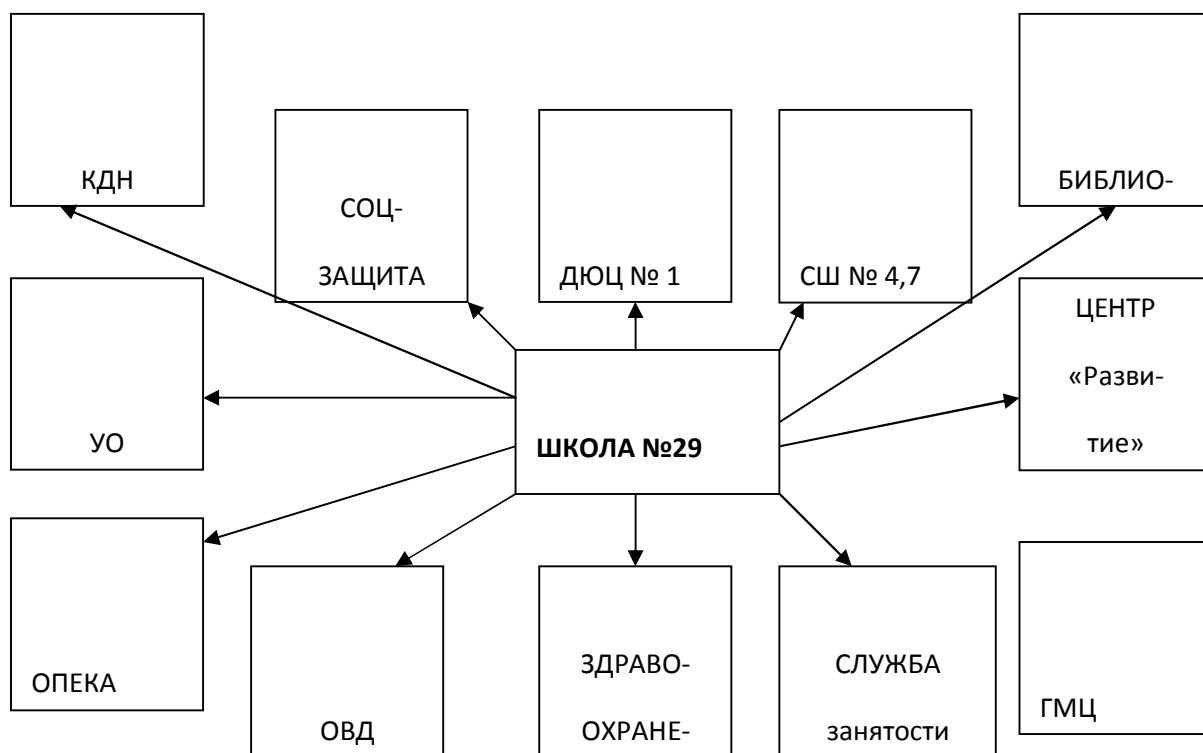 КДН
СОЦ-
ЗАЩИТА
ДЮЦ № 1
СШ № 4,7
БИБЛИО-
УО
ШКОЛА №29
ЦЕНТР
«Разви-
тие»
ОПЕКА
ОВД
ЗДРАВО-
ОХРАНЕ-
СЛУЖБА
занятости
ГМЦ